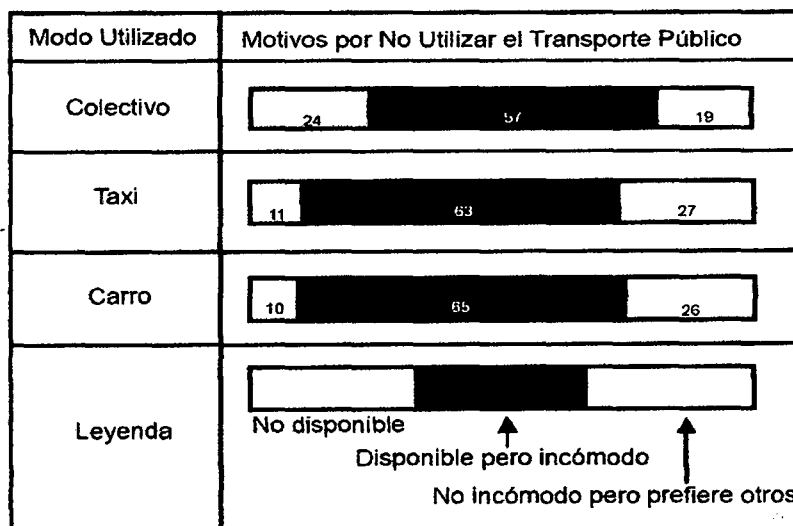 Modo Utilizado
Motivos por No Utilizar el Transporte Público
Colectivo
24 57 19
Taxi
11 63 27
Carro
10 65 26
Leyenda
No disponible
Disponible pero incómodo
No incómodo pero prefiere otros